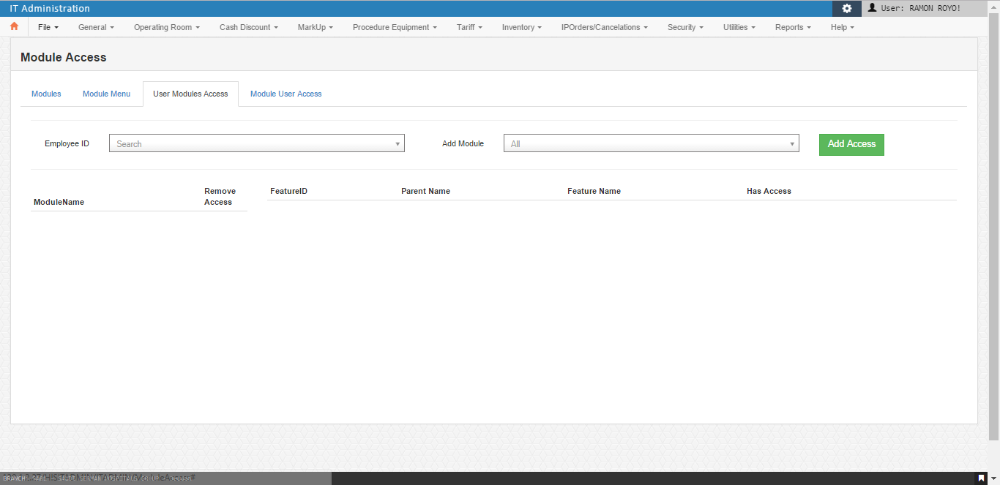 IT Administration
User: RAMON ROYO!
File General Operating Room Cash Discount MarkUp Procedure Equipment Tariff Inventory IPOrders/Cancelations Security Utilities Reports Help
Module Access
Modules Module Menu User Modules Access Module User Access
Employee ID Search Add Module All Add Access
ModuleName Remove Access FeatureID Parent Name Feature Name Has Access
BRANCH: